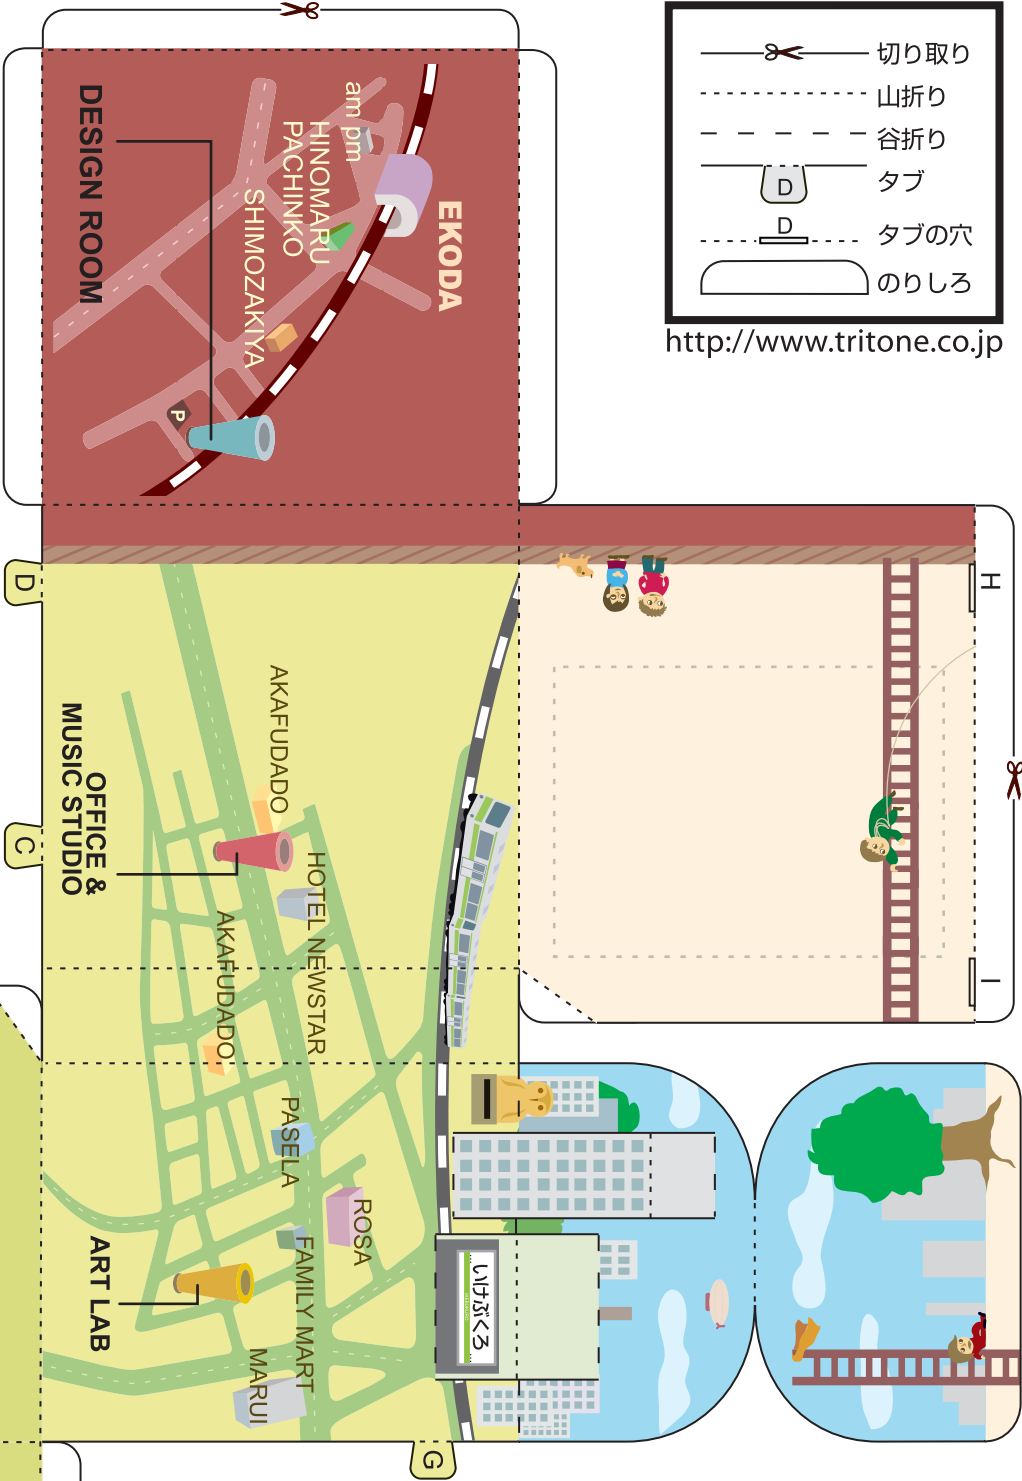 切り取り
山折り
谷折り
D
タブ
D
タブの穴
のりしろ
http://www.tritone.co.jp
EKODA
am pm
HINOMARU
PACHINKO
SHIMOZAKIYA
DESIGN ROOM
P
H
I
D
C
G
AKAFUDADO
OFFICE &
MUSIC STUDIO
HOTEL NEWSTAR
AKAFUDADO
PASELA
ROSA
FAMILY MART
ART LAB
MARUI
いけぶくろ